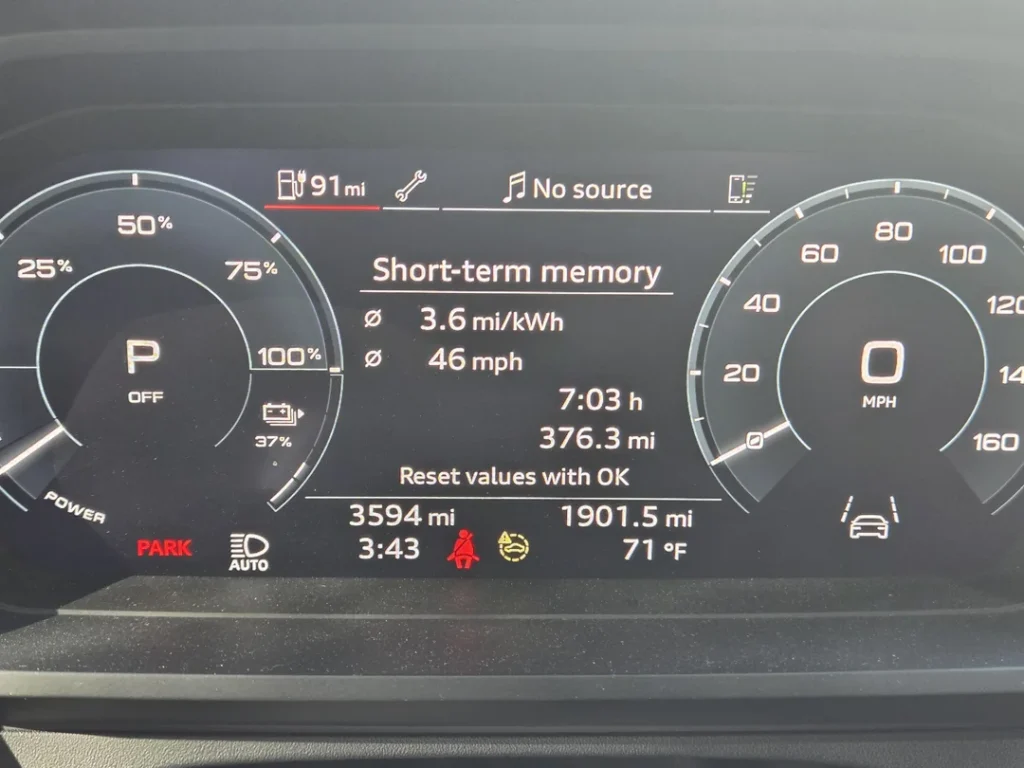 91 mi
No source
25%
50%
75%
100%
P
OFF
37%
POWER
Short-term memory
Ø 3.6 mi/kWh
Ø 46 mph
7:03 h
376.3 mi
Reset values with OK
3594 mi 1901.5 mi
3:43 71 °F
PARK
AUTO
20
40
60
80
100
160
0
MPH